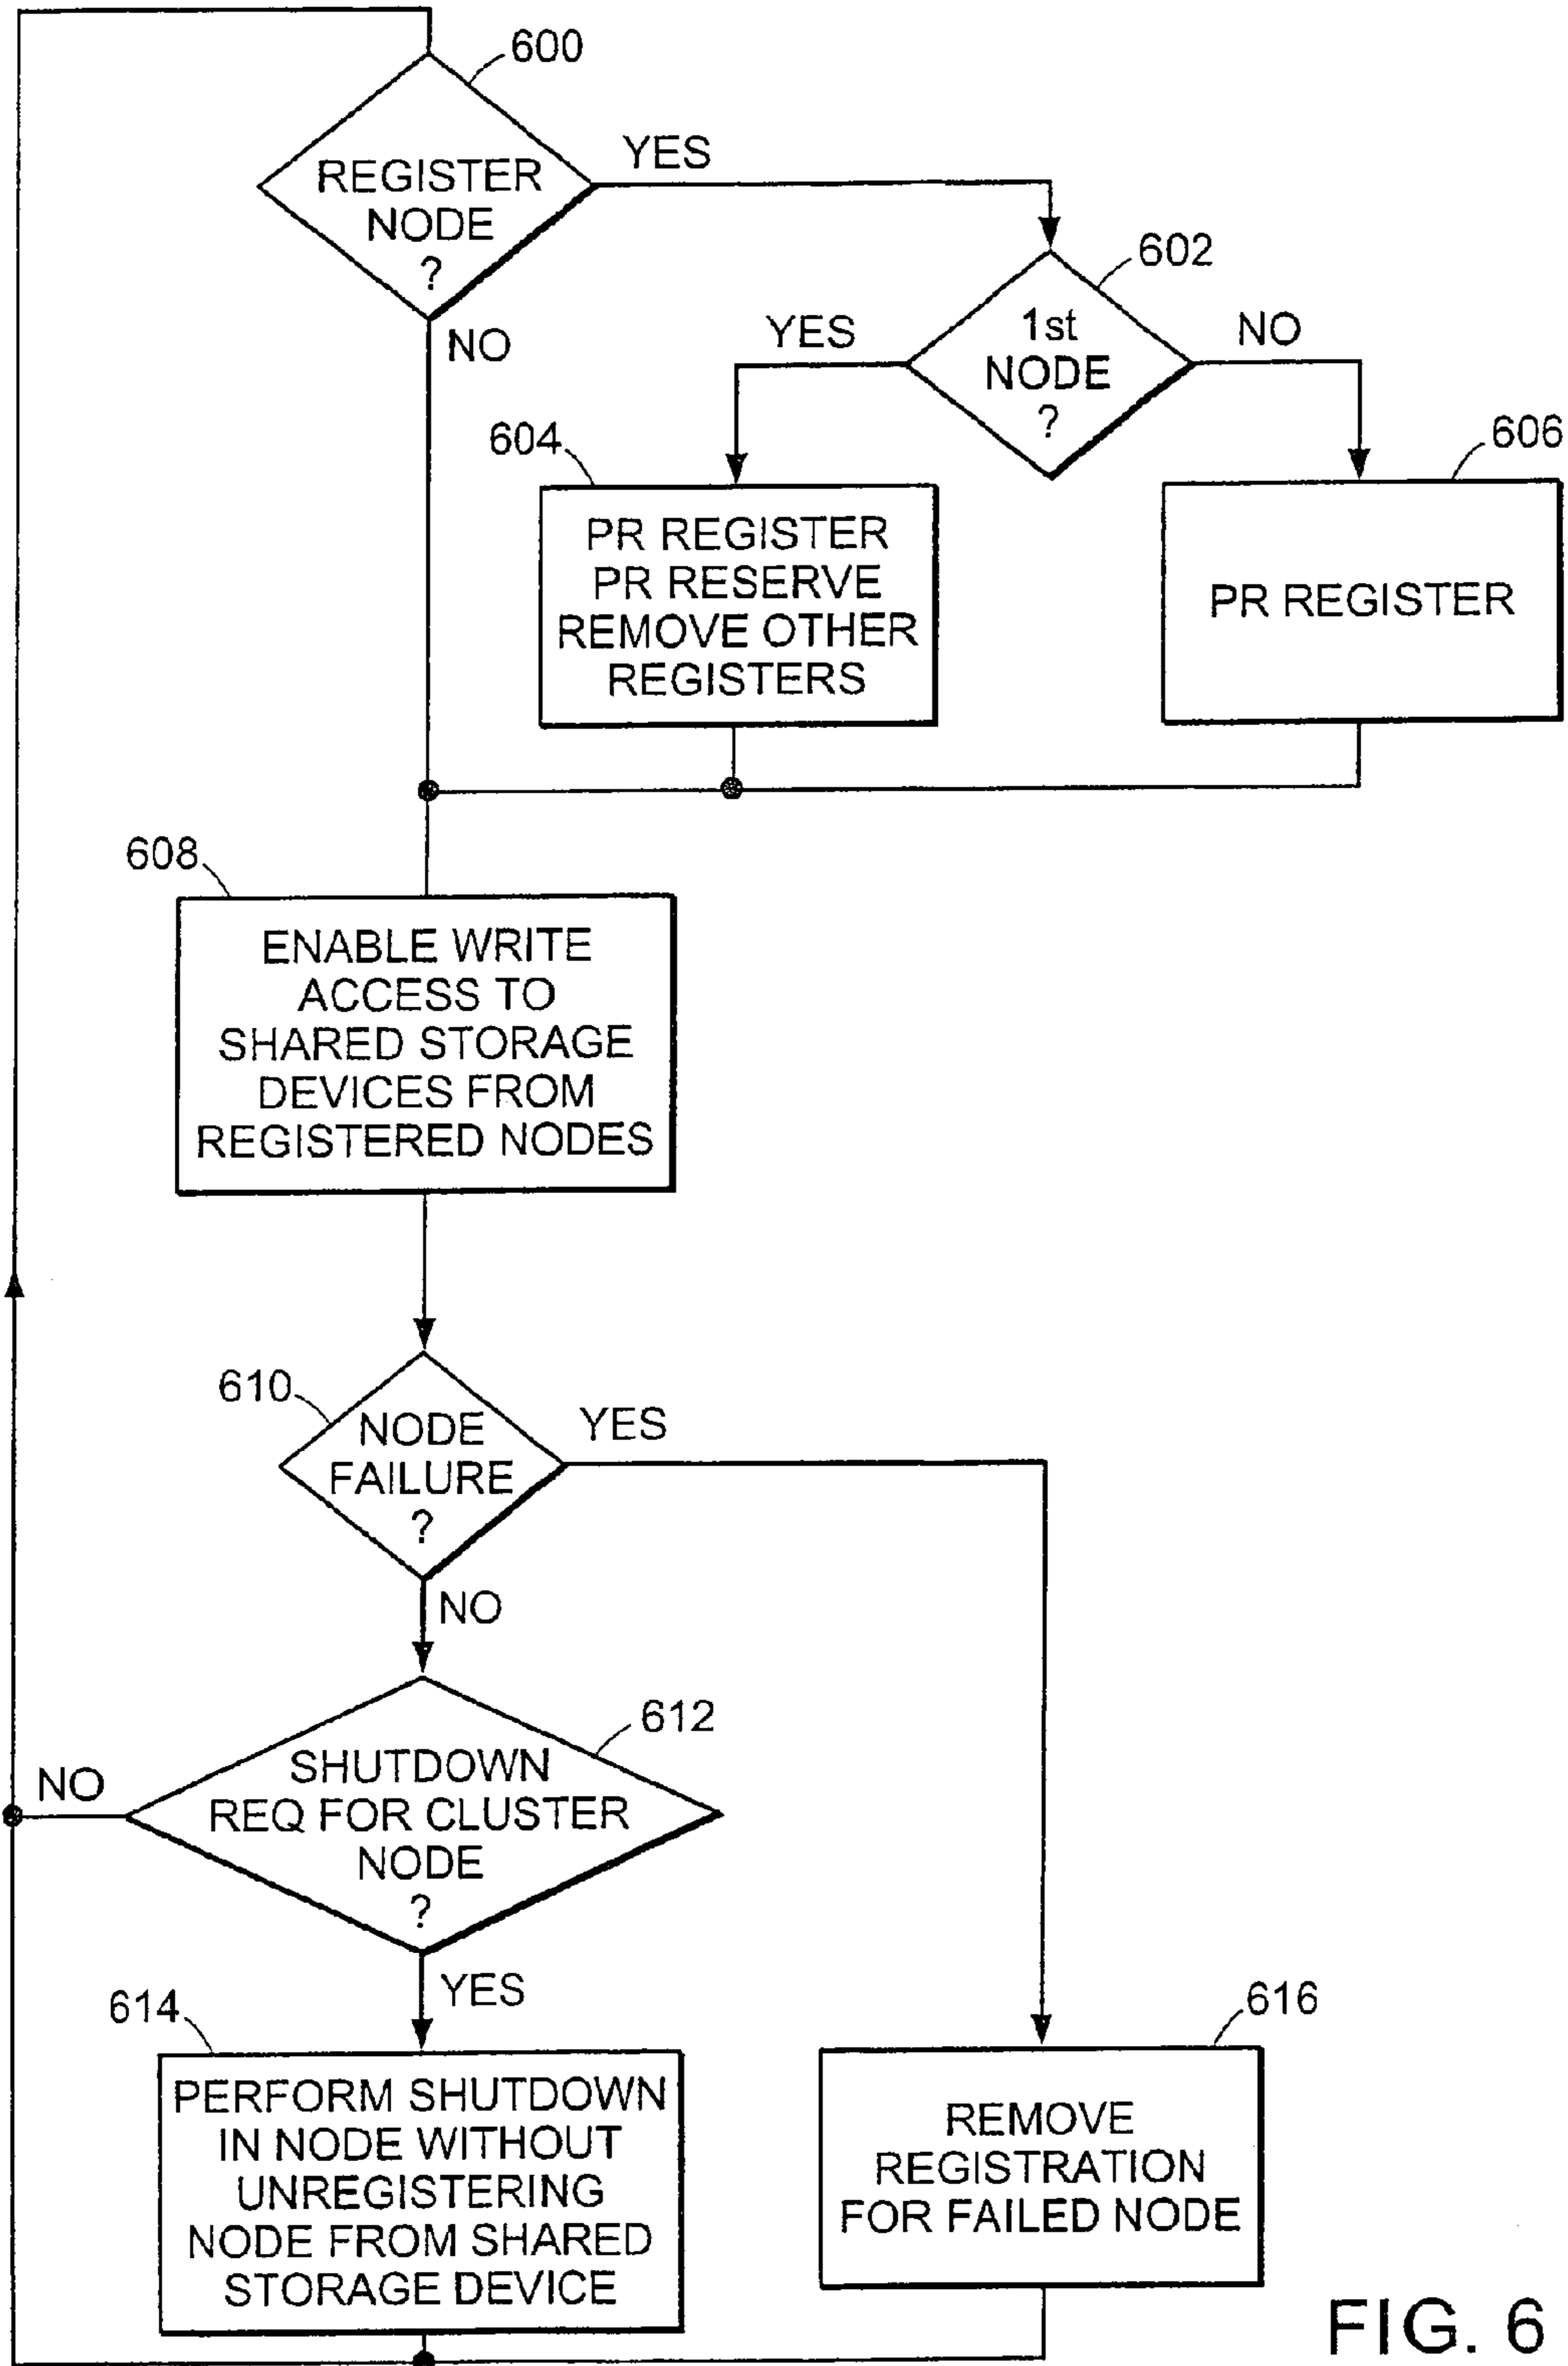 600
REGISTER
NODE
?
YES
NO
602
1st
NODE
?
YES
NO
604
PR REGISTER
PR RESERVE
REMOVE OTHER
REGISTERS
606
PR REGISTER
608
ENABLE WRITE
ACCESS TO
SHARED STORAGE
DEVICES FROM
REGISTERED NODES
610
NODE
FAILURE
?
YES
NO
612
SHUTDOWN
REQ FOR CLUSTER
NODE
?
NO
YES
614
PERFORM SHUTDOWN
IN NODE WITHOUT
UNREGISTERING
NODE FROM SHARED
STORAGE DEVICE
616
REMOVE
REGISTRATION
FOR FAILED NODE
FIG. 6